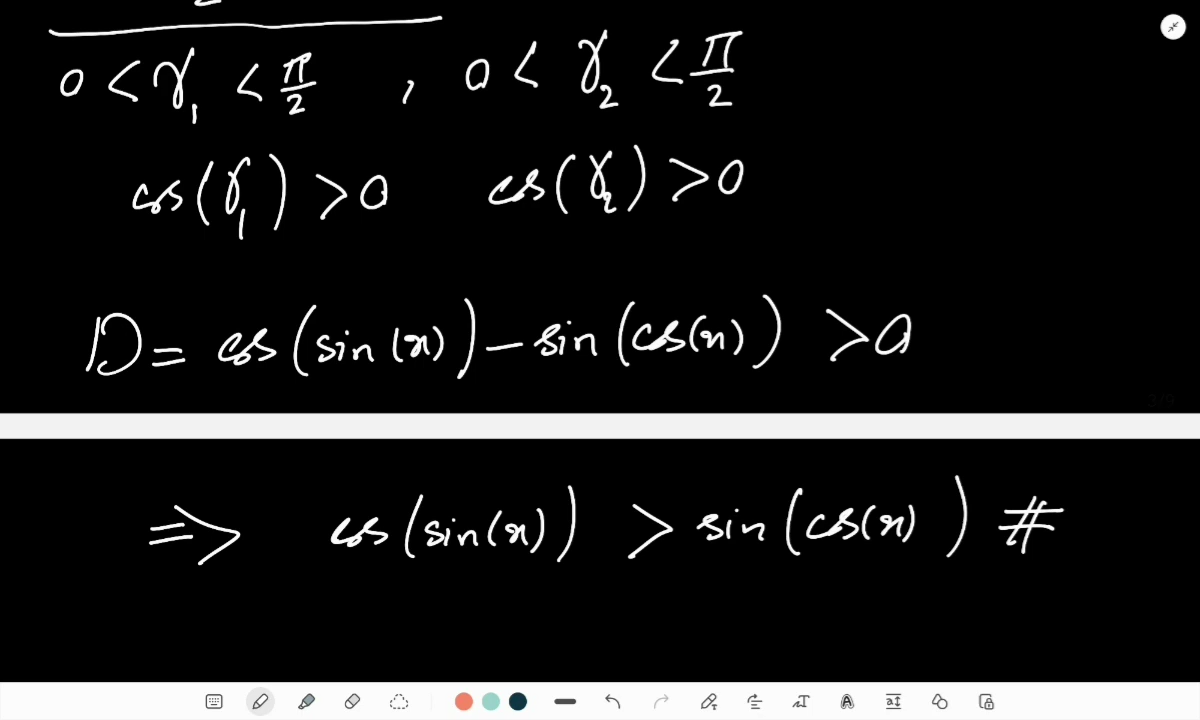 0 < γ₁ < π/2 , 0 < γ₂ < π/2
cos(γ₁) > 0 cos(γ₂) > 0
D = cos(sin(x)) - sin(cos(x)) > 0
=> cos(sin(x)) > sin(cos(x)) #